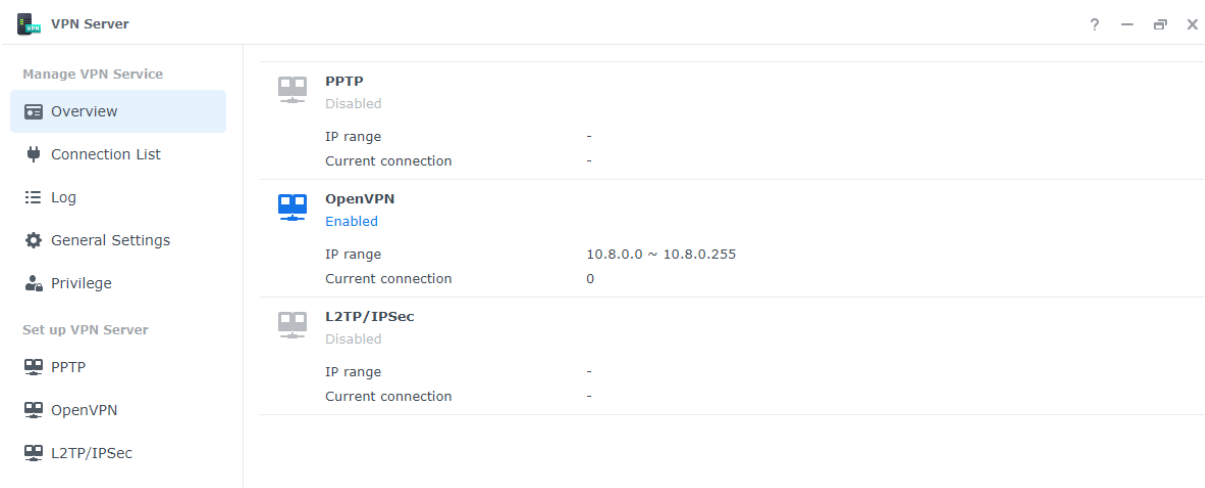 VPN Server
Manage VPN Service
Overview
Connection List
Log
General Settings
Privilege
Set up VPN Server
PPTP
OpenVPN
L2TP/IPSec
PPTP
Disabled
IP range -
Current connection -
OpenVPN
Enabled
IP range 10.8.0.0 ~ 10.8.0.255
Current connection 0
L2TP/IPSec
Disabled
IP range -
Current connection -